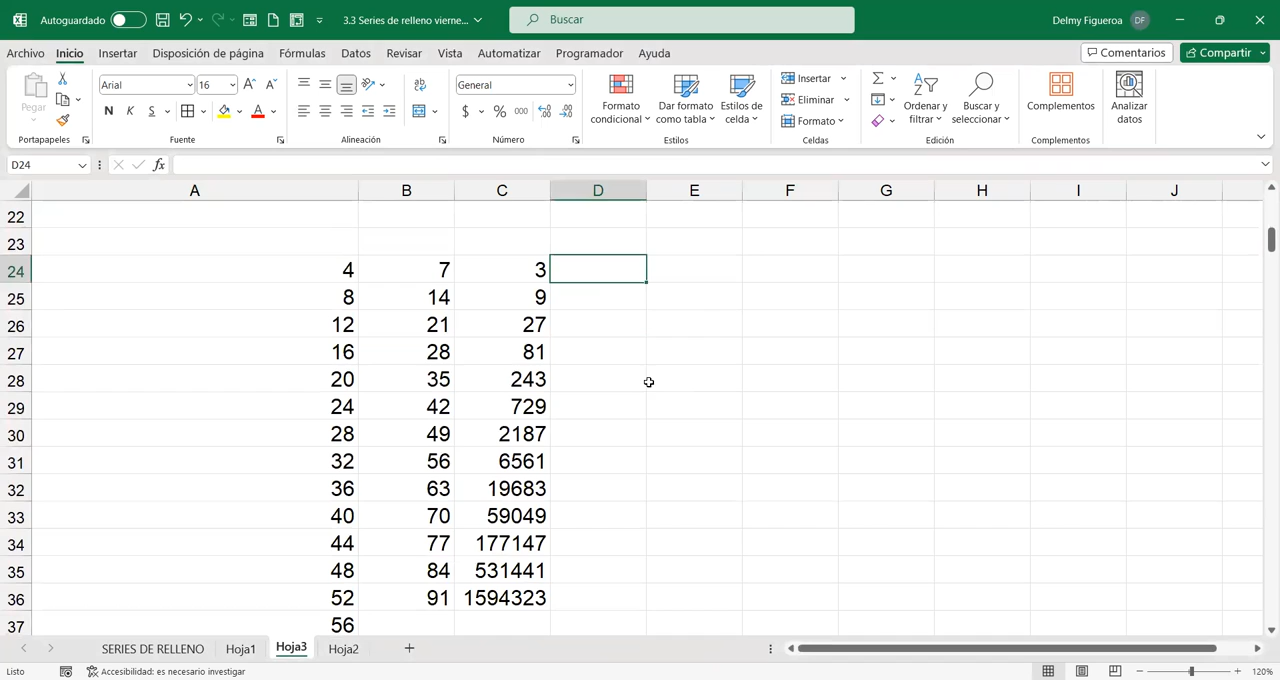 Autoguardado 3.3 Series de relleno vierne... Buscar Delmy Figueroa DF
Archivo Inicio Insertar Disposición de página Fórmulas Datos Revisar Vista Automatizar Programador Ayuda Comentarios Compartir
Pegar
Portapapeles
Arial 16
N K S
Fuente
Alineación
General
$ % 000
Número
Formato condicional
Dar formato como tabla
Estilos de celda
Estilos
Insertar
Eliminar
Formato
Celdas
Ordenar y filtrar
Buscar y seleccionar
Edición
Complementos
Complementos
Analizar datos
D24 fx
A B C D E F G H I J
22
23
24 4 7 3
25 8 14 9
26 12 21 27
27 16 28 81
28 20 35 243
29 24 42 729
30 28 49 2187
31 32 56 6561
32 36 63 19683
33 40 70 59049
34 44 77 177147
35 48 84 531441
36 52 91 1594323
37 56
SERIES DE RELLENO Hoja1 Hoja3 Hoja2
Listo Accesibilidad: es necesario investigar 120%